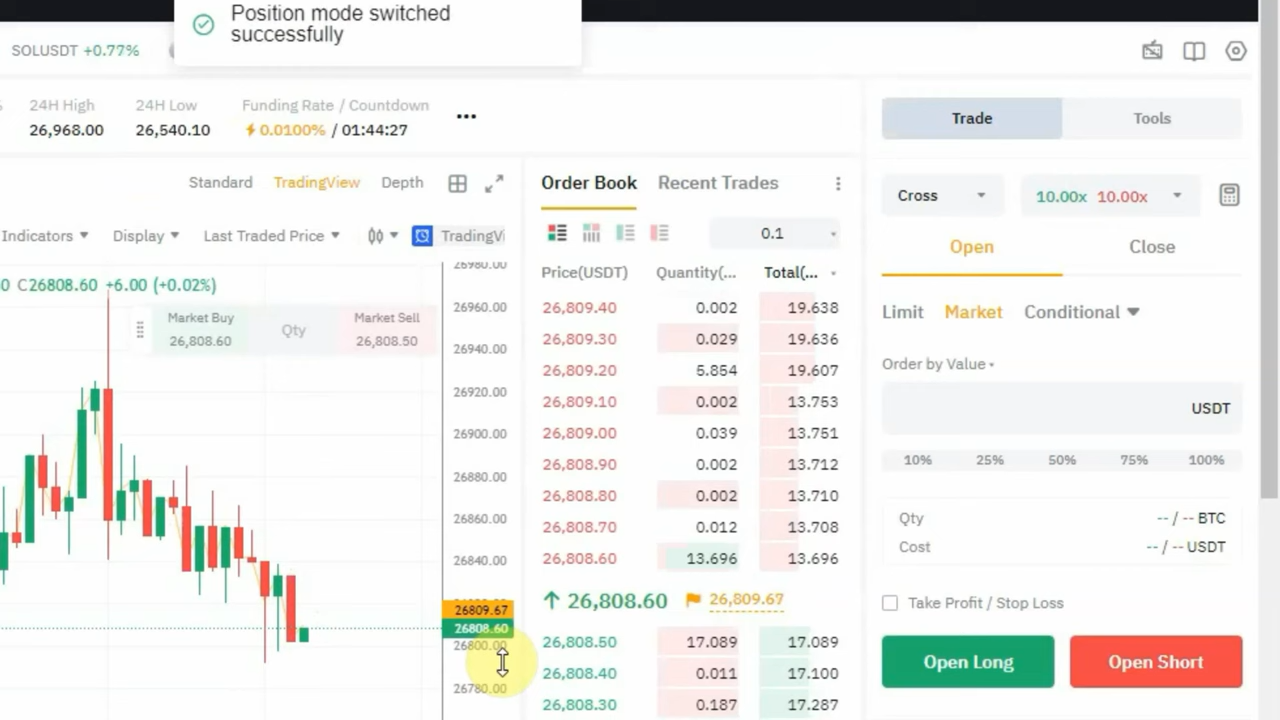 Position mode switched
successfully
SOLUSDT +0.77%
24H High
24H Low
Funding Rate / Countdown
26,968.00
26,540.10
0.0100% / 01:44:27
Trade
Tools
Standard
TradingView
Depth
Order Book
Recent Trades
Cross
10.00x 10.00x
Indicators
Display
Last Traded Price
TradingVi
0.1
Open
Close
Price(USDT)
Quantity(...
Total(...
0 C26808.60 +6.00 (+0.02%)
Market Buy
26,808.60
Qty
Market Sell
26,808.50
26980.00
26960.00
26940.00
26920.00
26900.00
26880.00
26860.00
26840.00
26809.67
26808.60
26800.00
26780.00
26,809.40 0.002 19.638
26,809.30 0.029 19.636
26,809.20 5.854 19.607
26,809.10 0.002 13.753
26,809.00 0.039 13.751
26,808.90 0.002 13.712
26,808.80 0.002 13.710
26,808.70 0.012 13.708
26,808.60 13.696 13.696
26,808.60 26,809.67
26,808.50 17.089 17.089
26,808.40 0.011 17.100
26,808.30 0.187 17.287
Limit
Market
Conditional
Order by Value
USDT
10% 25% 50% 75% 100%
Qty -- / -- BTC
Cost -- / -- USDT
Take Profit / Stop Loss
Open Long
Open Short